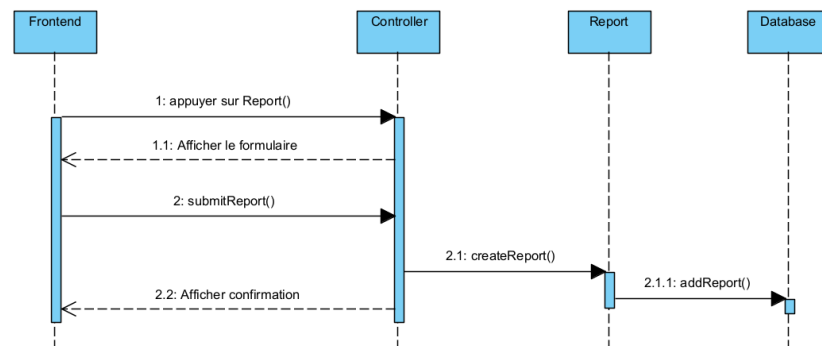 Frontend
Controller
Report
Database
1: appuyer sur Report()
1.1: Afficher le formulaire
2: submitReport()
2.1: createReport()
2.1.1: addReport()
2.2: Afficher confirmation